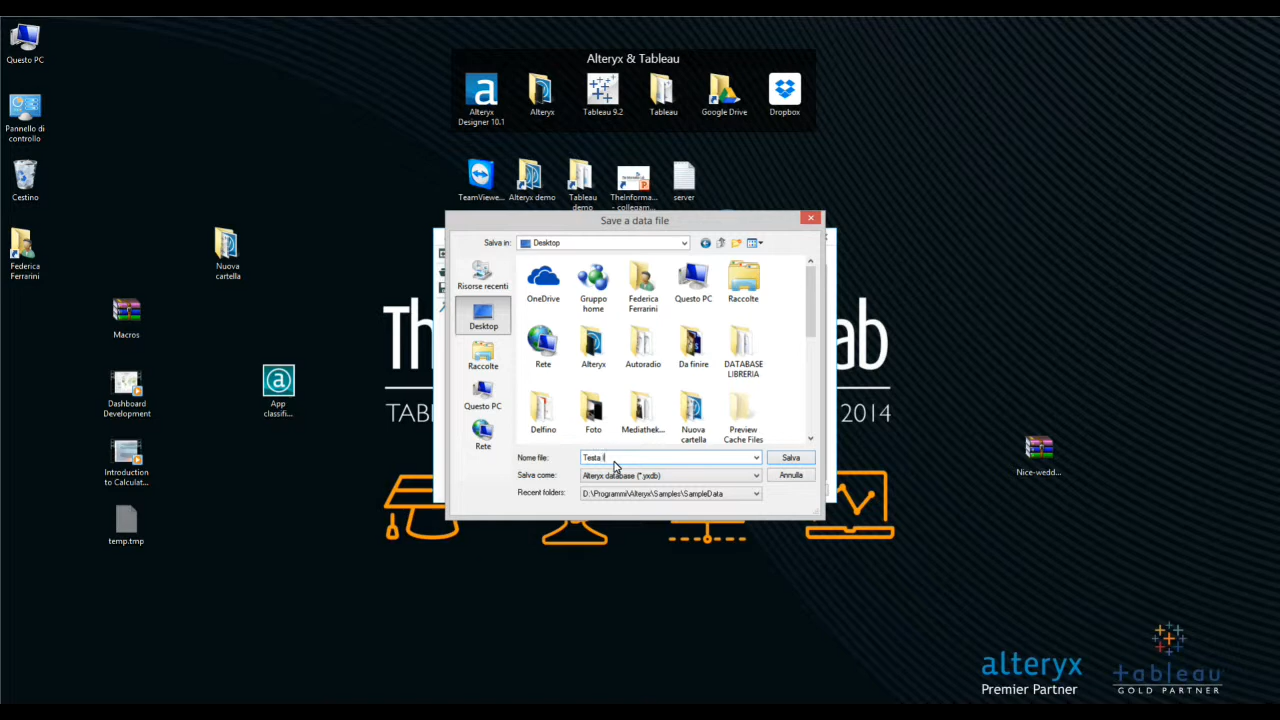 Alteryx & Tableau
Questo PC
Alteryx
Designer 10.1
Alteryx
Tableau 9.2
Tableau
Google Drive
Dropbox
Pannello di
controllo
Cestino
TeamViewe...
Alteryx demo
Tableau
demo
TheInforma...
- collegam...
server
Federica
Ferrarini
Nuova
cartella
Macros
Dashboard
Development
App
classifi...
Introduction
to Calculat...
temp.tmp
Nice-wedd...
Save a data file
Salva in:
Desktop
Risorse recenti
Desktop
Raccolte
Questo PC
Rete
OneDrive
Gruppo
home
Federica
Ferrarini
Questo PC
Raccolte
Rete
Alteryx
Autoradio
Da finire
DATABASE
LIBRERIA
Delfino
Foto
Mediathek...
Nuova
cartella
Preview
Cache Files
Nome file:
Testa
Salva
Salva come:
Alteryx database (*.yxdb)
Annulla
Recent folders:
D:\Programmi\Alteryx\Samples\SampleData
Th
ab
TAB
2014
alteryx
Premier Partner
tableau
GOLD PARTNER